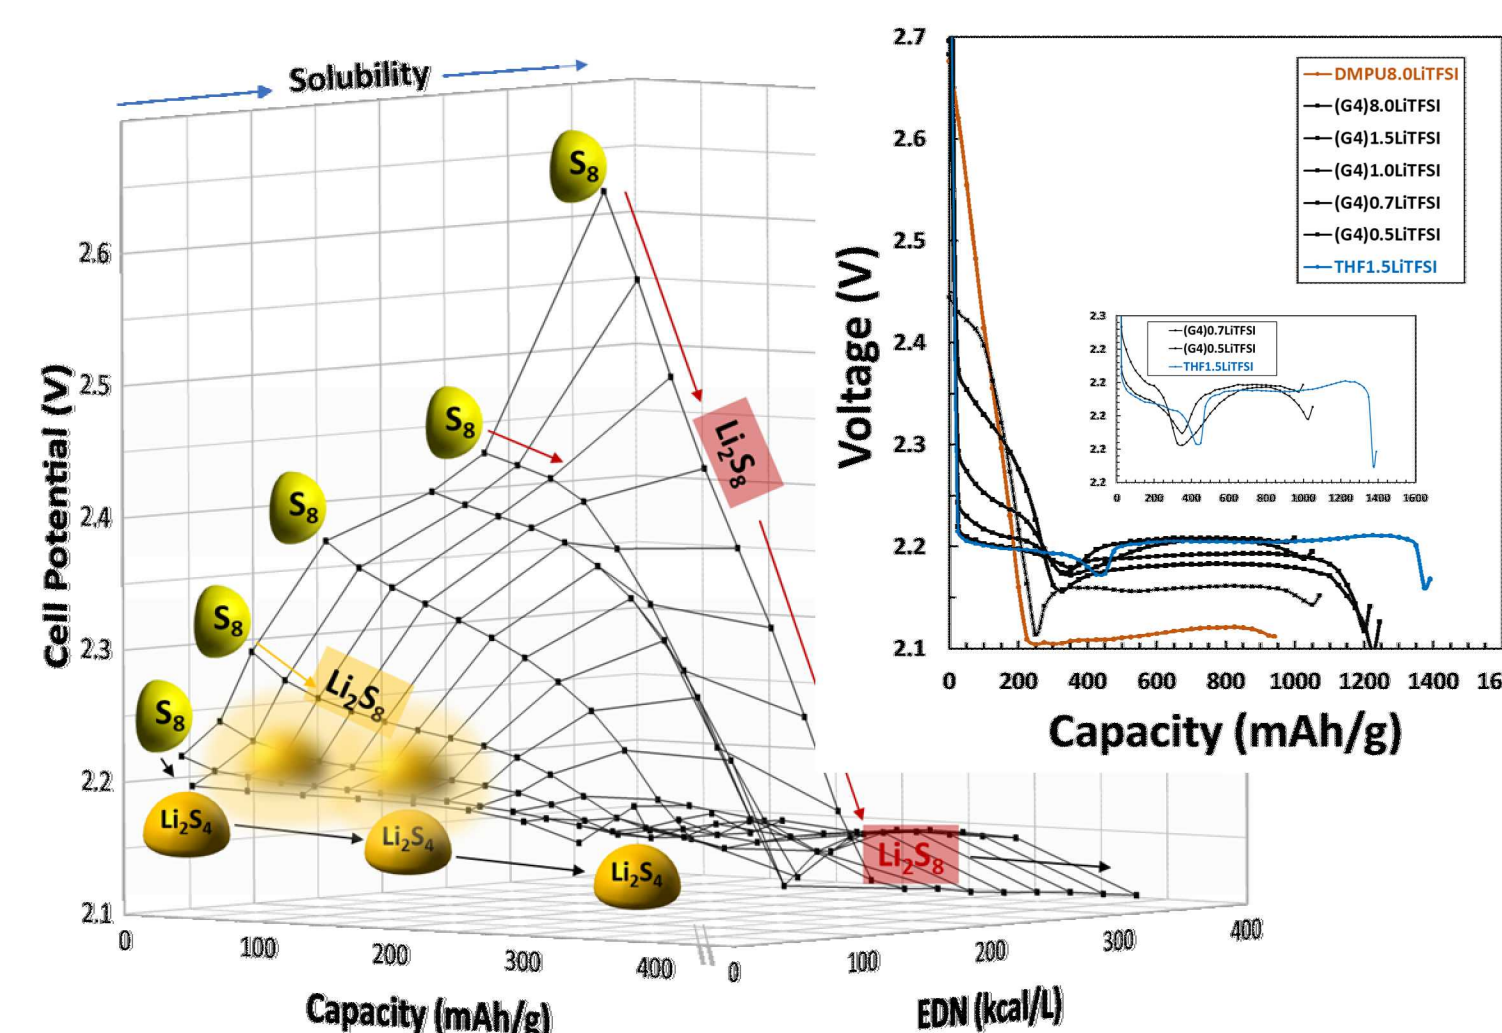 Solubility
S8
S8
S8
S8
S8
Li2S8
Li2S8
Li2S8
Li2S4
Li2S4
Li2S4
Cell Potential (V)
2.6
2.5
2.4
2.3
2.2
2.1
0
100
200
300
400
0
100
200
300
400
Capacity (mAh/g)
EDN (kcal/L)
2.7
2.6
2.5
2.4
2.3
2.2
2.1
Voltage (V)
DMPU8.0LiTFSI
(G4)8.0LiTFSI
(G4)1.5LiTFSI
(G4)1.0LiTFSI
(G4)0.7LiTFSI
(G4)0.5LiTFSI
THF1.5LiTFSI
2.3
2.2
2.2
2.2
2.2
2.2
(G4)0.7LiTFSI
(G4)0.5LiTFSI
THF1.5LiTFSI
0 200 400 600 800 1000 1200 1400 1600
0 200 400 600 800 1000 1200 1400 16
Capacity (mAh/g)